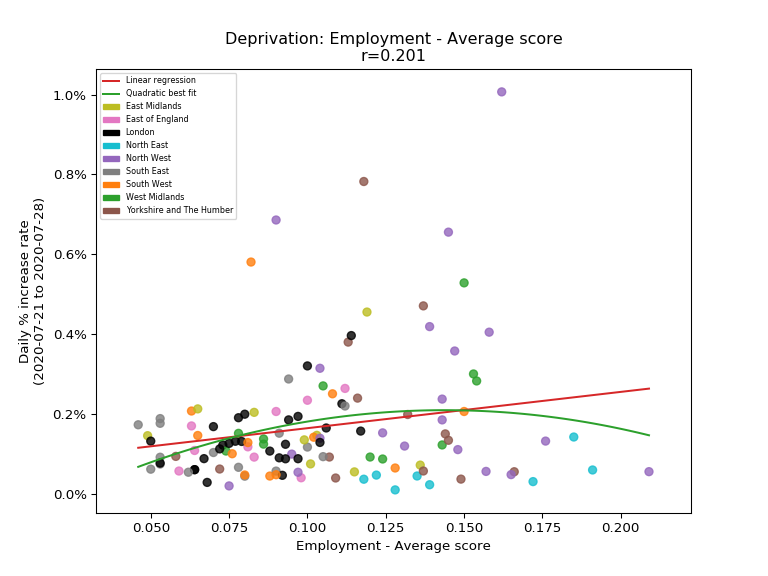 Deprivation: Employment - Average score
r=0.201
Linear regression
Quadratic best fit
East Midlands
East of England
London
North East
North West
South East
South West
West Midlands
Yorkshire and The Humber
1.0%
0.8%
0.6%
0.4%
0.2%
0.0%
Daily % increase rate
(2020-07-21 to 2020-07-28)
0.050
0.075
0.100
0.125
0.150
0.175
0.200
Employment - Average score